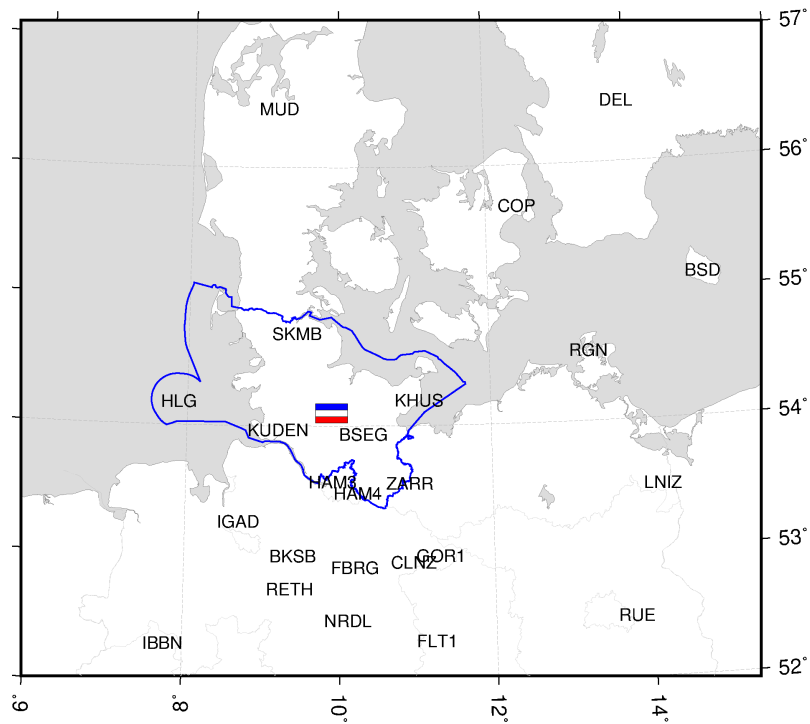 57°
DEL
MUD
56°
COP
BSD
55°
SKMB
RGN
HLG
KHUS
54°
KUDEN
BSEG
HAM3
ZARR
LNIZ
HAM4
IGAD
53°
BKSB
GOR1
CLNZ
FBRG
RETH
RUE
NRDL
IBBN
FLT1
52°
6°
8°
10°
12°
14°